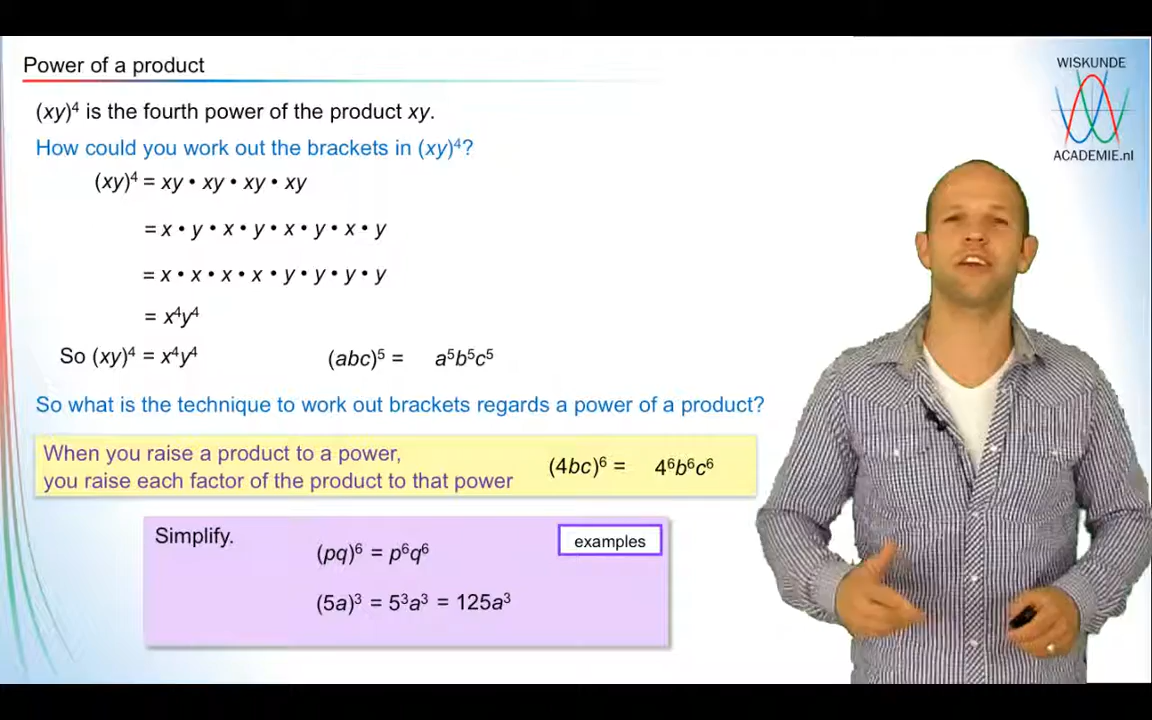 Power of a product
WISKUNDE
ACADEMIE.nl
(xy)⁴ is the fourth power of the product xy.
How could you work out the brackets in (xy)⁴?
(xy)⁴ = xy • xy • xy • xy
= x • y • x • y • x • y • x • y
= x • x • x • x • y • y • y • y
= x⁴y⁴
So (xy)⁴ = x⁴y⁴
(abc)⁵ = a⁵b⁵c⁵
So what is the technique to work out brackets regards a power of a product?
When you raise a product to a power,
you raise each factor of the product to that power
(4bc)⁶ = 4⁶b⁶c⁶
Simplify.
examples
(pq)⁶ = p⁶q⁶
(5a)³ = 5³a³ = 125a³